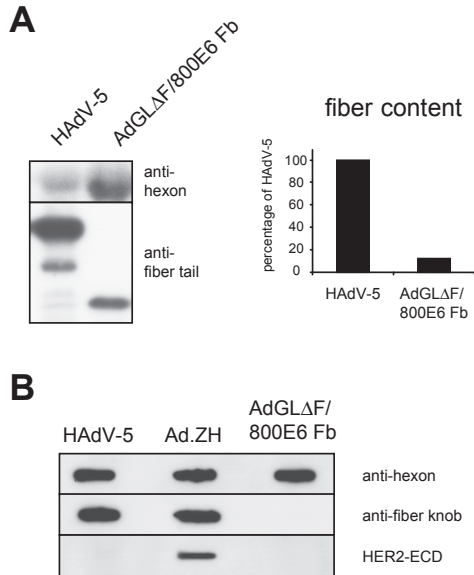 A
HAdV-5
AdGLΔF/800E6 Fb
anti-
hexon
anti-
fiber tail
fiber content
percentage of HAdV-5
100
80
60
40
20
0
HAdV-5
AdGLΔF/
800E6 Fb
B
HAdV-5
Ad.ZH
AdGLΔF/
800E6 Fb
anti-hexon
anti-fiber knob
HER2-ECD